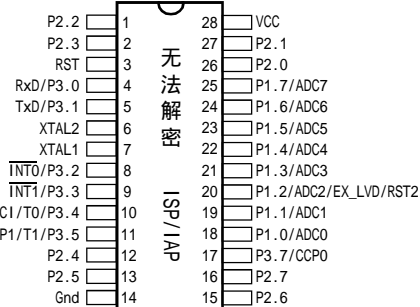 P2.2 1 28 VCC
P2.3 2 27 P2.1
RST 3 26 P2.0
RxD/P3.0 4 25 P1.7/ADC7
TxD/P3.1 5 24 P1.6/ADC6
XTAL2 6 23 P1.5/ADC5
XTAL1 7 22 P1.4/ADC4
INT0/P3.2 8 21 P1.3/ADC3
INT1/P3.3 9 20 P1.2/ADC2/EX_LVD/RST2
CI/T0/P3.4 10 19 P1.1/ADC1
P1/T1/P3.5 11 18 P1.0/ADC0
P2.4 12 17 P3.7/CCP0
P2.5 13 16 P2.7
Gnd 14 15 P2.6
无法解密 ISP/IAP